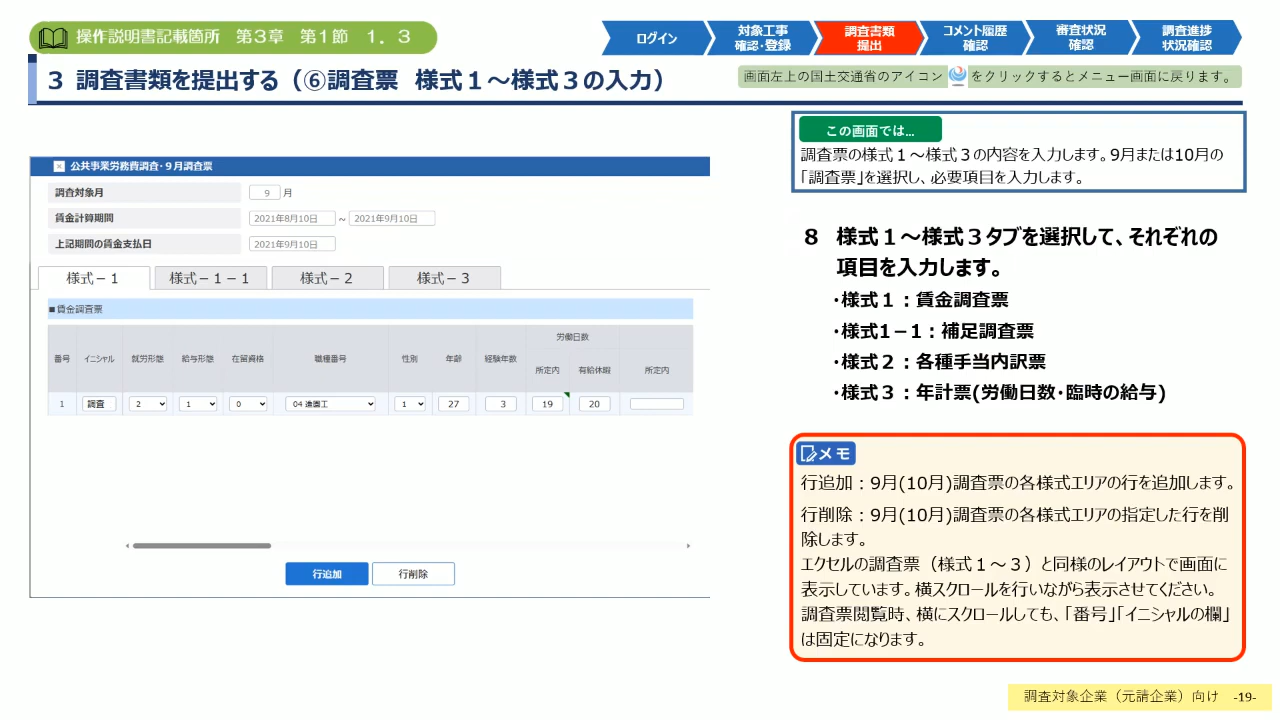 操作説明書記載箇所　第３章　第１節　１．３
ログイン
対象工事
確認・登録
調査書類
提出
コメント履歴
確認
審査状況
確認
調査進捗
状況確認
３ 調査書類を提出する（⑥調査票 様式１～様式３の入力）
画面左上の国土交通省のアイコン をクリックするとメニュー画面に戻ります。
公共事業労務費調査・９月調査票
調査対象月 9 月
賃金計算期間 2021年8月10日 ～ 2021年9月10日
上記期間の賃金支払日 2021年9月10日
様式－１ 様式－１－１ 様式－２ 様式－３
■賃金調査票
労働日数
番号 イニシャル 就労形態 給与形態 在留資格 職種番号 性別 年齢 経験年数 所定内 有給休暇 所定内
1 調査 2 1 0 04 造園工 1 27 3 19 20
行追加 行削除
この画面では…
調査票の様式１～様式３の内容を入力します。9月または10月の
「調査票」を選択し、必要項目を入力します。
８ 様式１～様式３タブを選択して、それぞれの
項目を入力します。
・様式１：賃金調査票
・様式1－1：補足調査票
・様式２：各種手当内訳票
・様式３：年計票(労働日数・臨時の給与)
メモ
行追加：9月(10月)調査票の各様式エリアの行を追加します。
行削除：9月(10月)調査票の各様式エリアの指定した行を削
除します。
エクセルの調査票（様式１～３）と同様のレイアウトで画面に
表示しています。横スクロールを行いながら表示させてください。
調査票閲覧時、横にスクロールしても、「番号」「イニシャルの欄」
は固定になります。
調査対象企業（元請企業）向け -19-